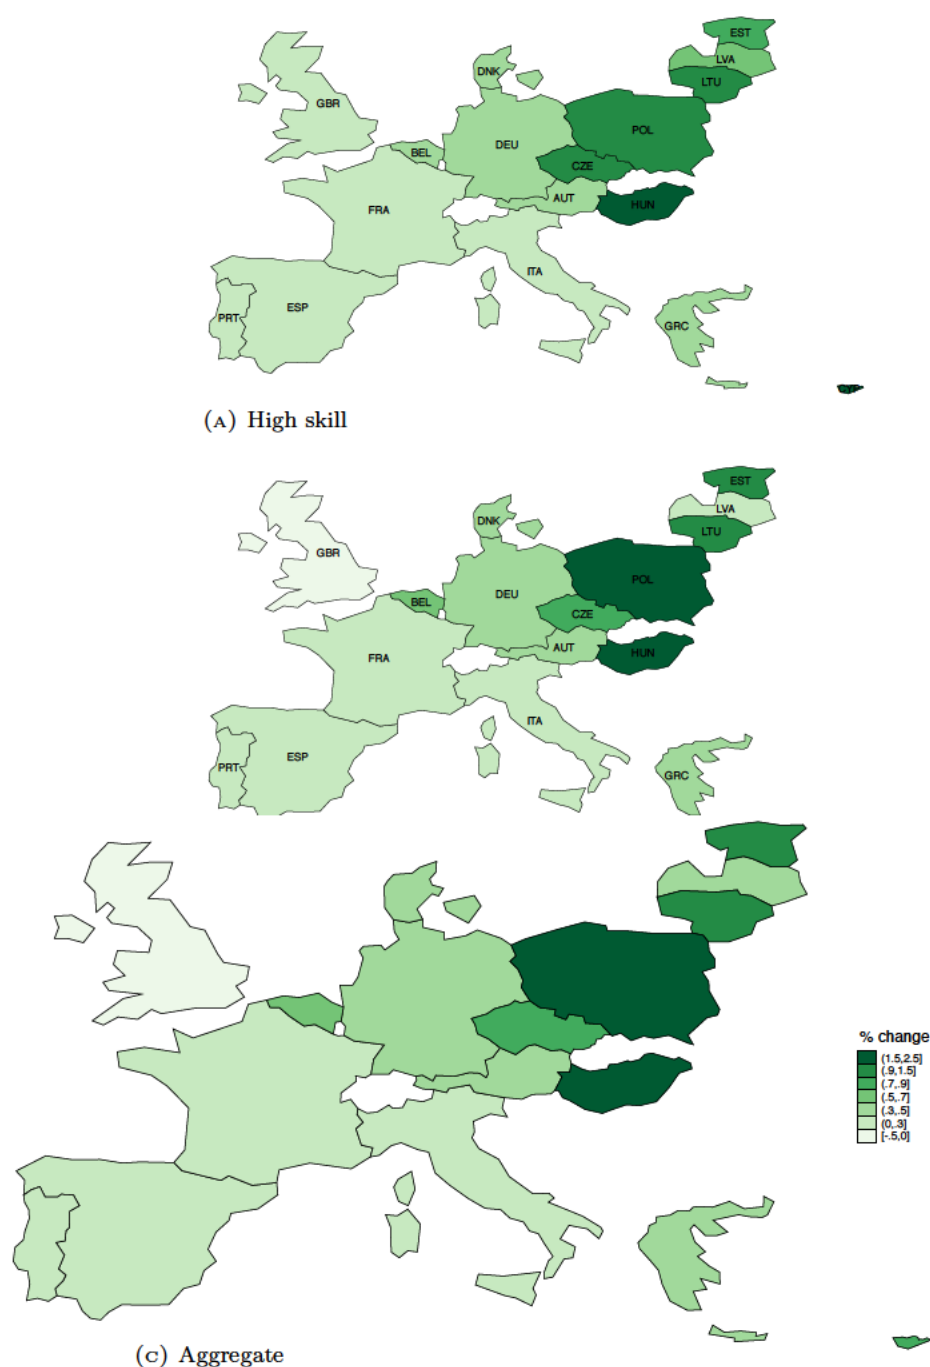 EST
LVA
LTU
DNK
GBR
POL
BEL
DEU
CZE
AUT
HUN
FRA
ITA
ESP
PRT
GRC
(A) High skill
EST
LVA
LTU
DNK
GBR
POL
BEL
DEU
CZE
AUT
HUN
FRA
ITA
ESP
PRT
GRC
% change
(1.5,2.5]
(.9,1.5]
(.7,.9]
(.5,.7]
(.3,.5]
(0,.3]
[-.5,0]
(C) Aggregate